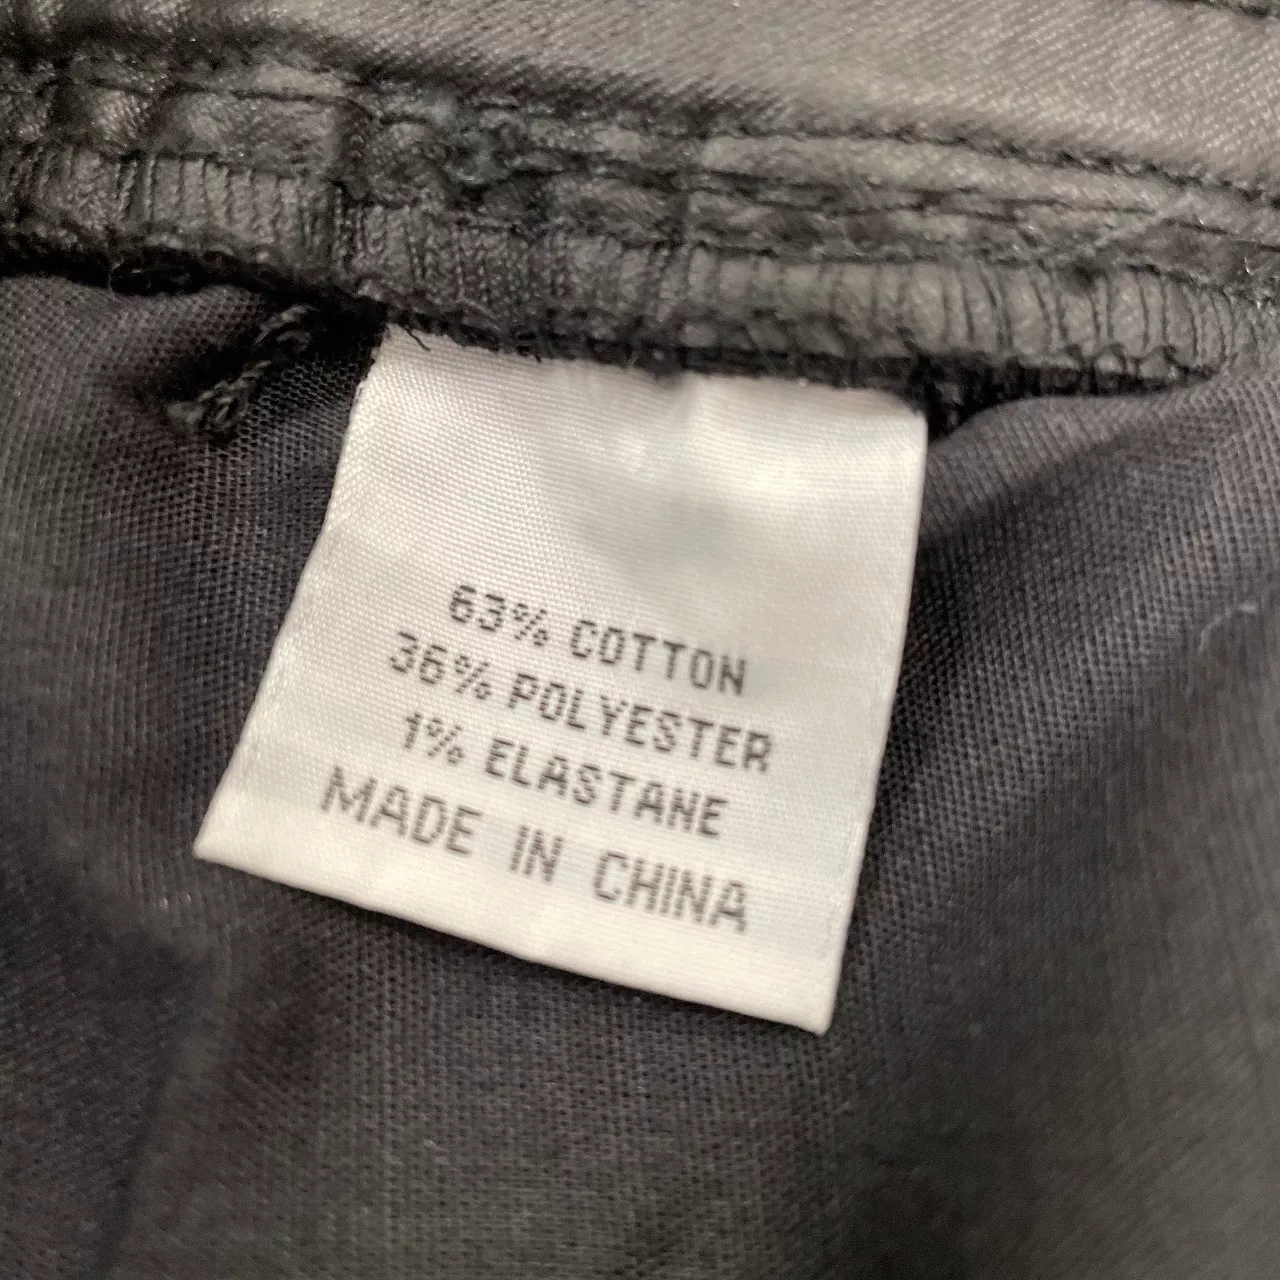 63% COTTON
36% POLYESTER
1% ELASTANE
MADE IN CHINA